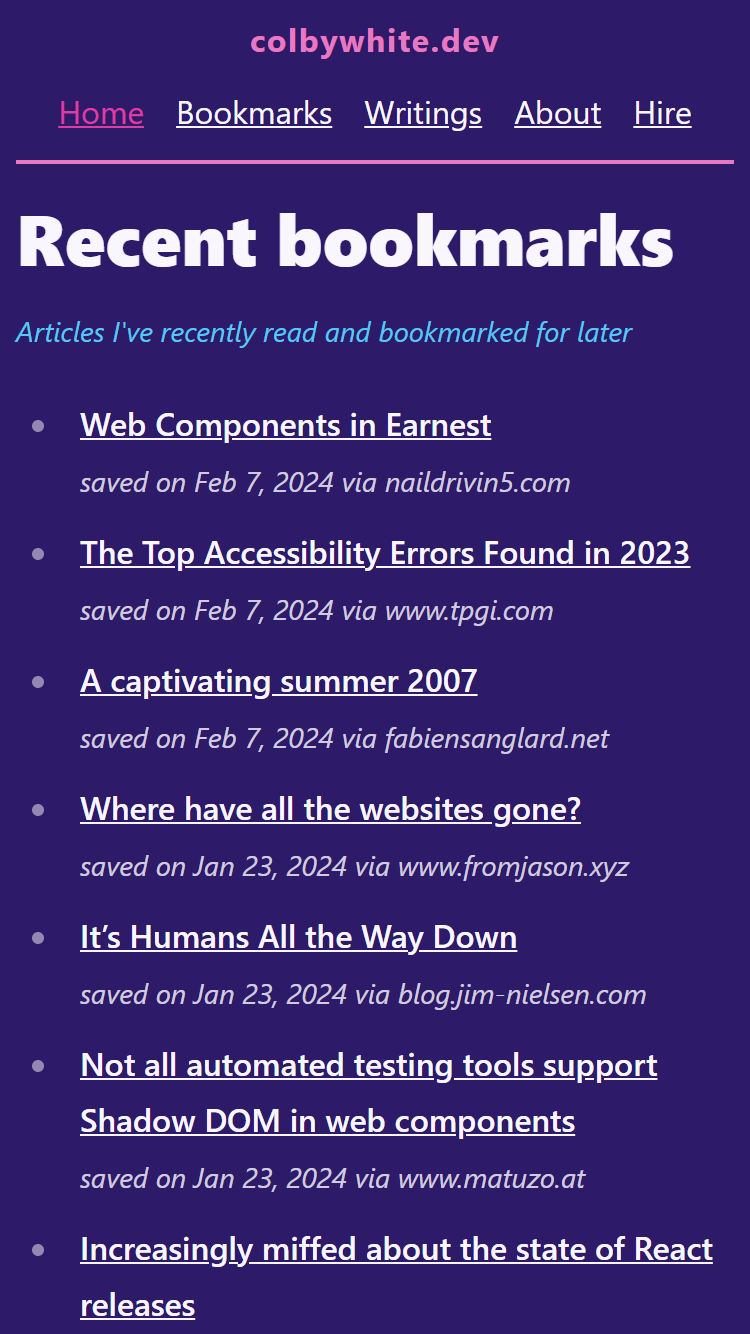 colbywhite.dev
Home Bookmarks Writings About Hire
Recent bookmarks
Articles I've recently read and bookmarked for later
Web Components in Earnest
saved on Feb 7, 2024 via naildrivin5.com
The Top Accessibility Errors Found in 2023
saved on Feb 7, 2024 via www.tpgi.com
A captivating summer 2007
saved on Feb 7, 2024 via fabiensanglard.net
Where have all the websites gone?
saved on Jan 23, 2024 via www.fromjason.xyz
It’s Humans All the Way Down
saved on Jan 23, 2024 via blog.jim-nielsen.com
Not all automated testing tools support
Shadow DOM in web components
saved on Jan 23, 2024 via www.matuzo.at
Increasingly miffed about the state of React
releases